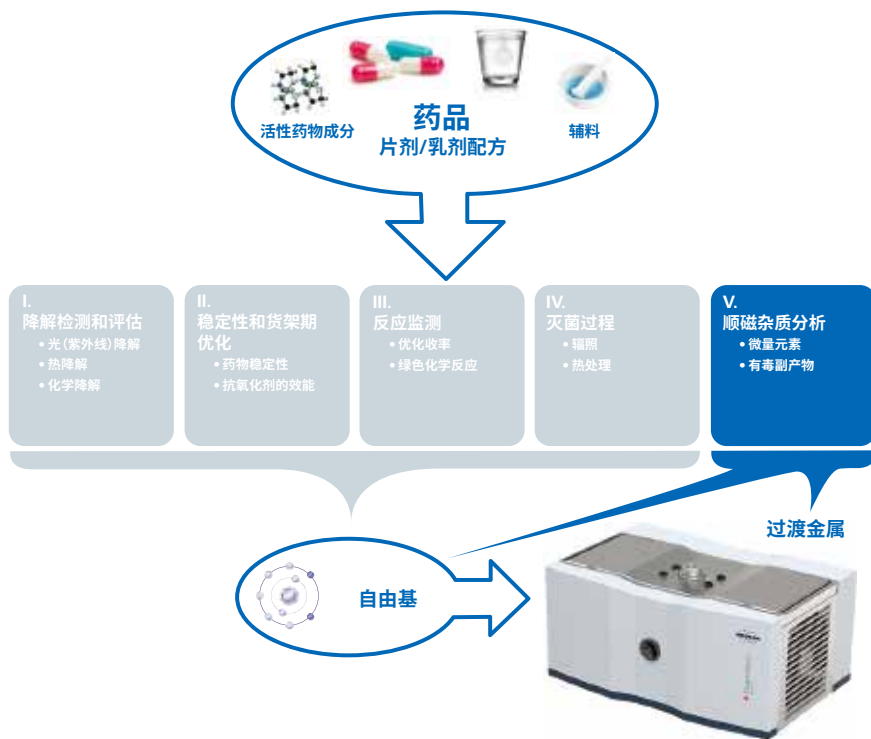 活性药物成分
药品
片剂/乳剂配方
辅料
I.
降解检测和评估
• 光(紫外线)降解
• 热降解
• 化学降解
II.
稳定性和货架期
优化
• 药物稳定性
• 抗氧化剂的效能
III.
反应监测
• 优化收率
• 绿色化学反应
IV.
灭菌过程
• 辐照
• 热处理
V.
顺磁杂质分析
• 微量元素
• 有毒副产物
过渡金属
自由基